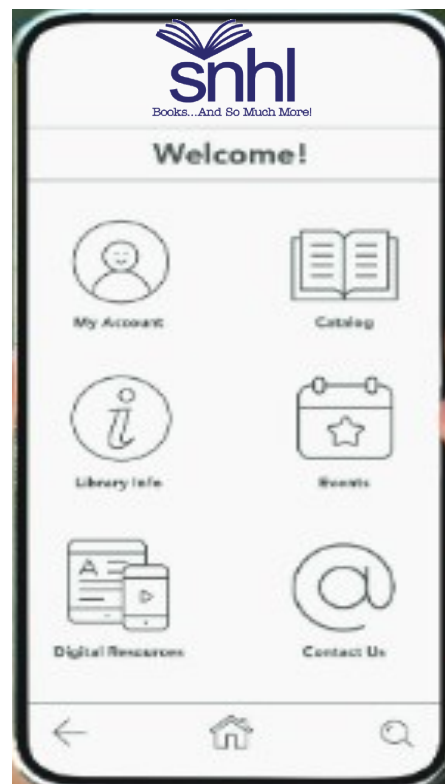 snhl
Books...And So Much More!
Welcome!
My Account
Catalog
Library Info
Events
A
Digital Resources
Contact Us